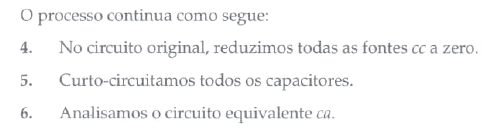 O processo continua como segue:
4. No circuito original, reduzimos todas as fontes cc a zero.
5. Curto-circuitamos todos os capacitores.
6. Analisamos o circuito equivalente ca.